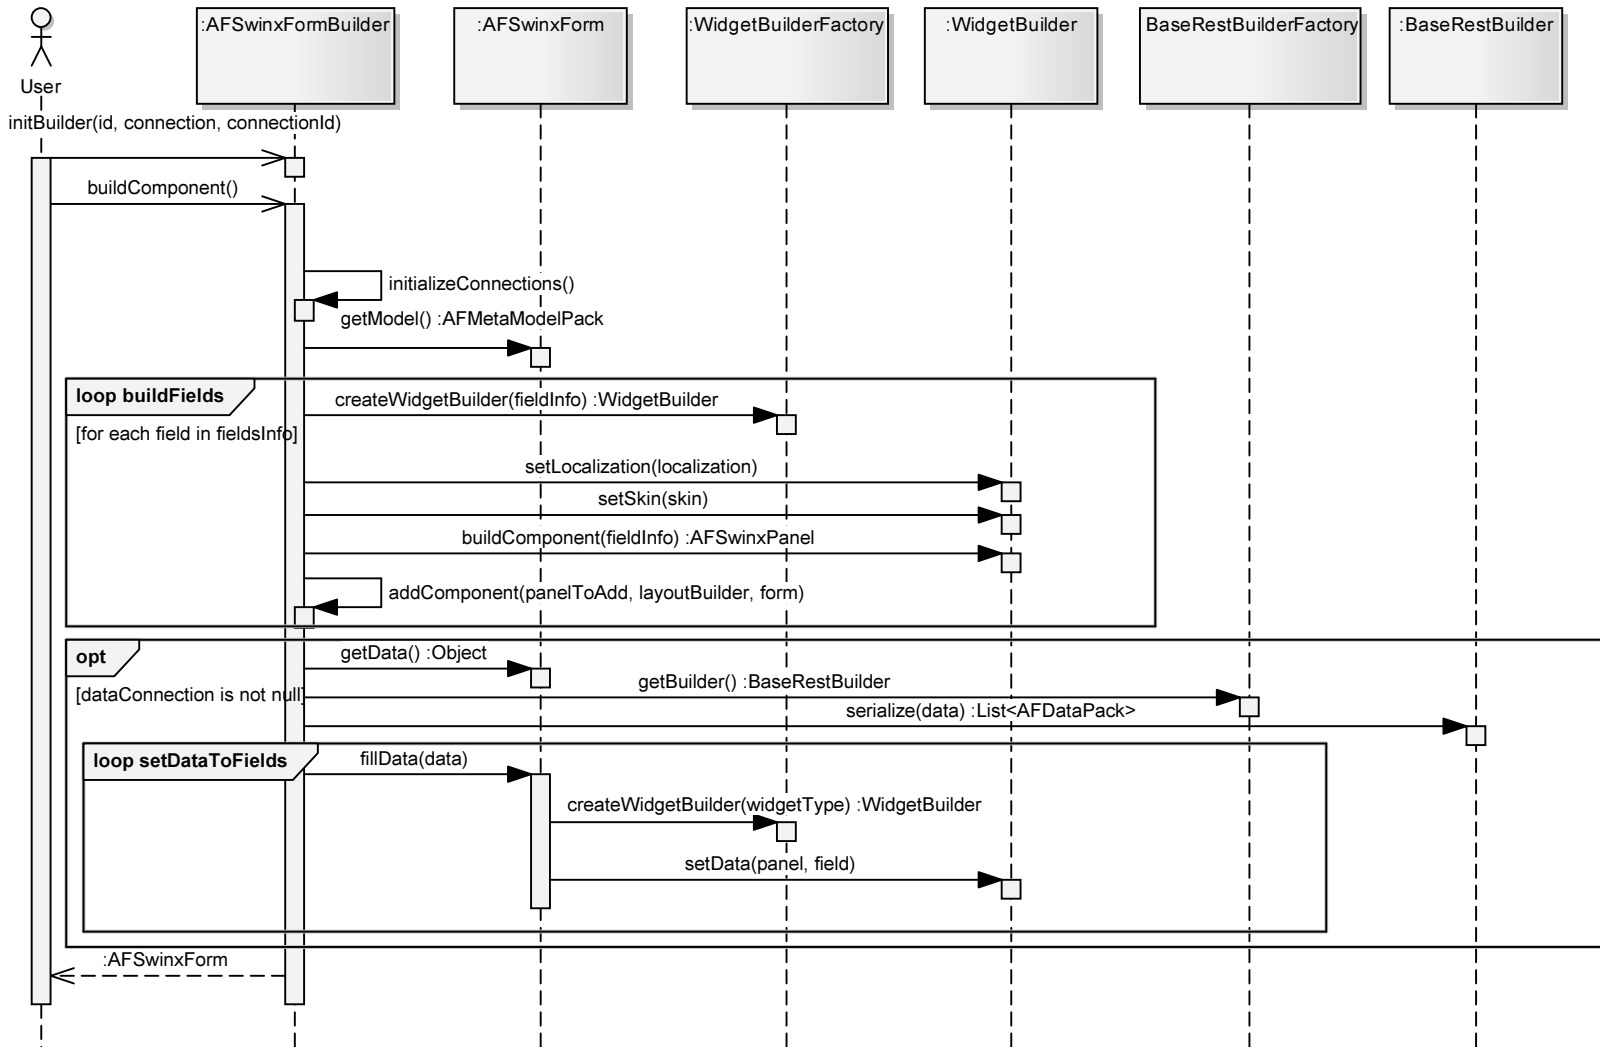 :AFSwinxFormBuilder
:AFSwinxForm
:WidgetBuilderFactory
:WidgetBuilder
BaseRestBuilderFactory
:BaseRestBuilder
User
initBuilder(id, connection, connectionId)
buildComponent()
initializeConnections()
getModel() :AFMetaModelPack
loop buildFields
createWidgetBuilder(fieldInfo) :WidgetBuilder
[for each field in fieldsInfo]
setLocalization(localization)
setSkin(skin)
buildComponent(fieldInfo) :AFSwinxPanel
addComponent(panelToAdd, layoutBuilder, form)
opt
getData() :Object
[dataConnection is not null]
getBuilder() :BaseRestBuilder
serialize(data) :List<AFDataPack>
loop setDataToFields
fillData(data)
createWidgetBuilder(widgetType) :WidgetBuilder
setData(panel, field)
:AFSwinxForm